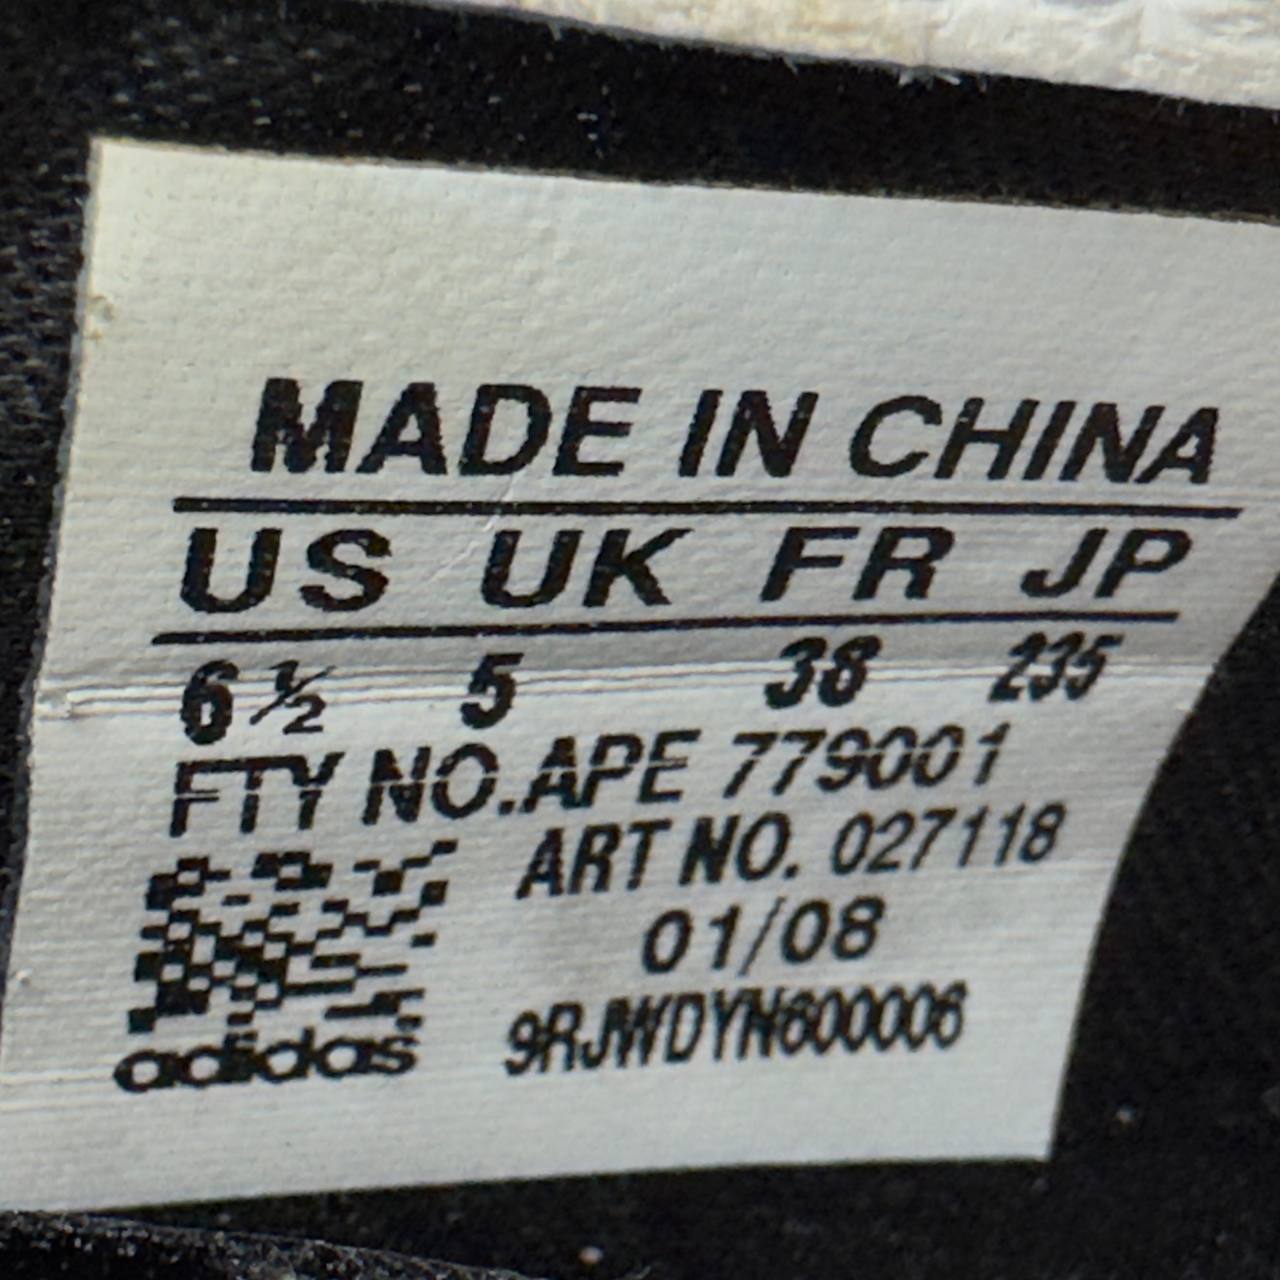 MADE IN CHINA
US UK FR JP
6½ 5 38 235
FTY NO.APE 779001
ART NO. 027118
01/08
9RJWDYN600006
adidas